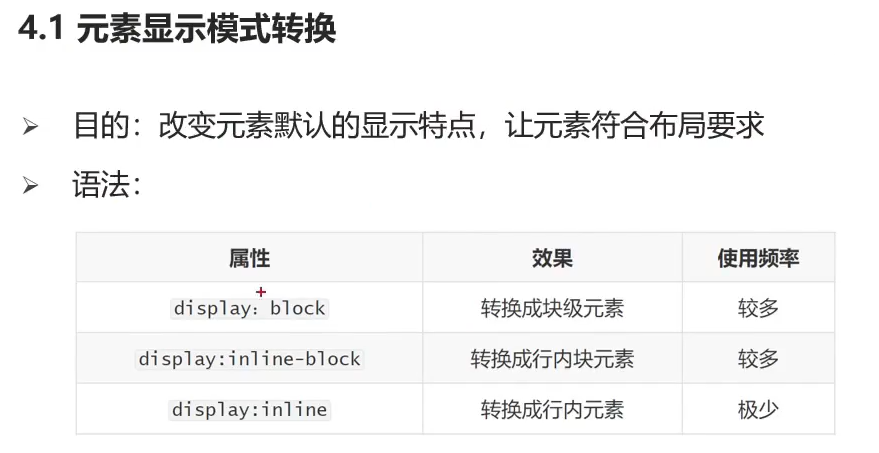 4.1 元素显示模式转换
目的：改变元素默认的显示特点，让元素符合布局要求
语法：
属性 效果 使用频率
display：block 转换成块级元素 较多
display:inline-block 转换成行内块元素 较多
display:inline 转换成行内元素 极少